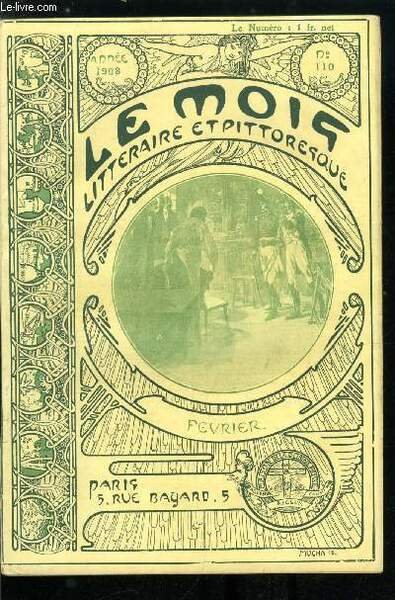 Le-livre.com
Le Numéro : 1 fr. net
ANNÉE
1908
No
110
LE MOIS
LITTERAIRE ET PITTORESQUE
FEVRIER.
PARIS
5. RUE BAYARD. 5
MUCHA